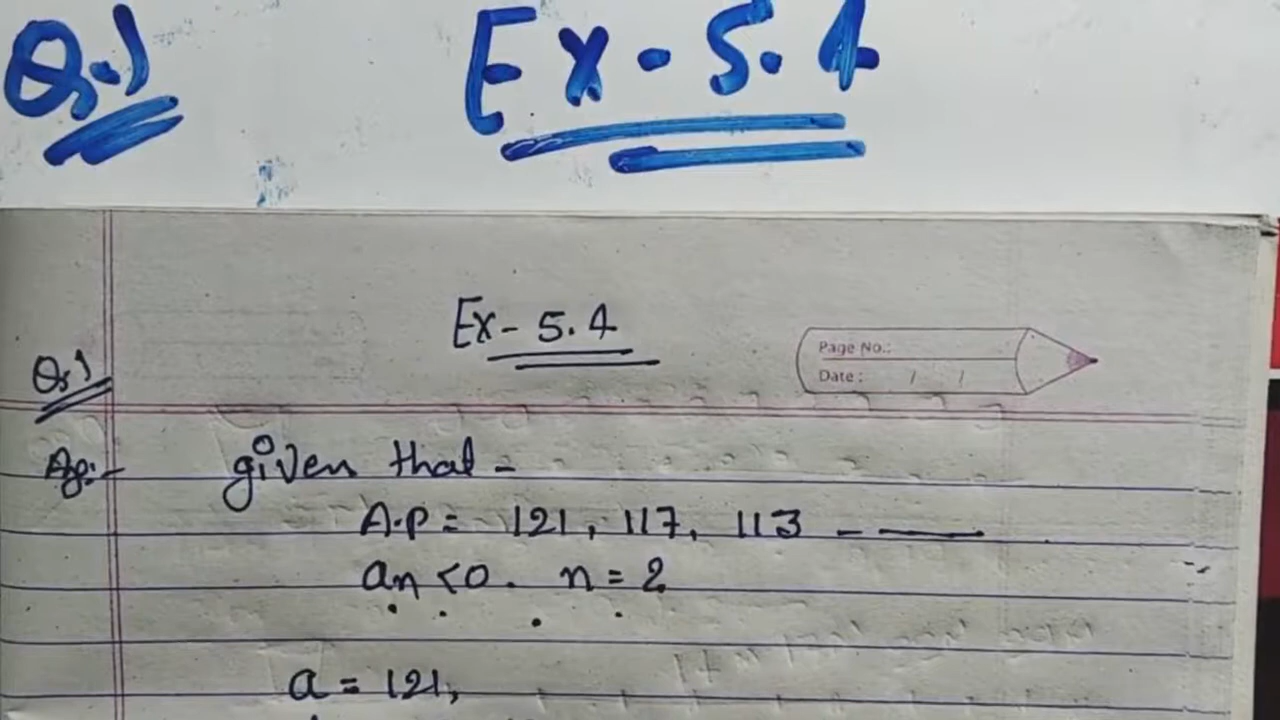 Q.1
Ex-5.4
Ex-5.4
Page No.:
Date: / /
Q.1
given that -
A.P = 121, 117, 113 - ——
an <0. n = 2
a = 121,